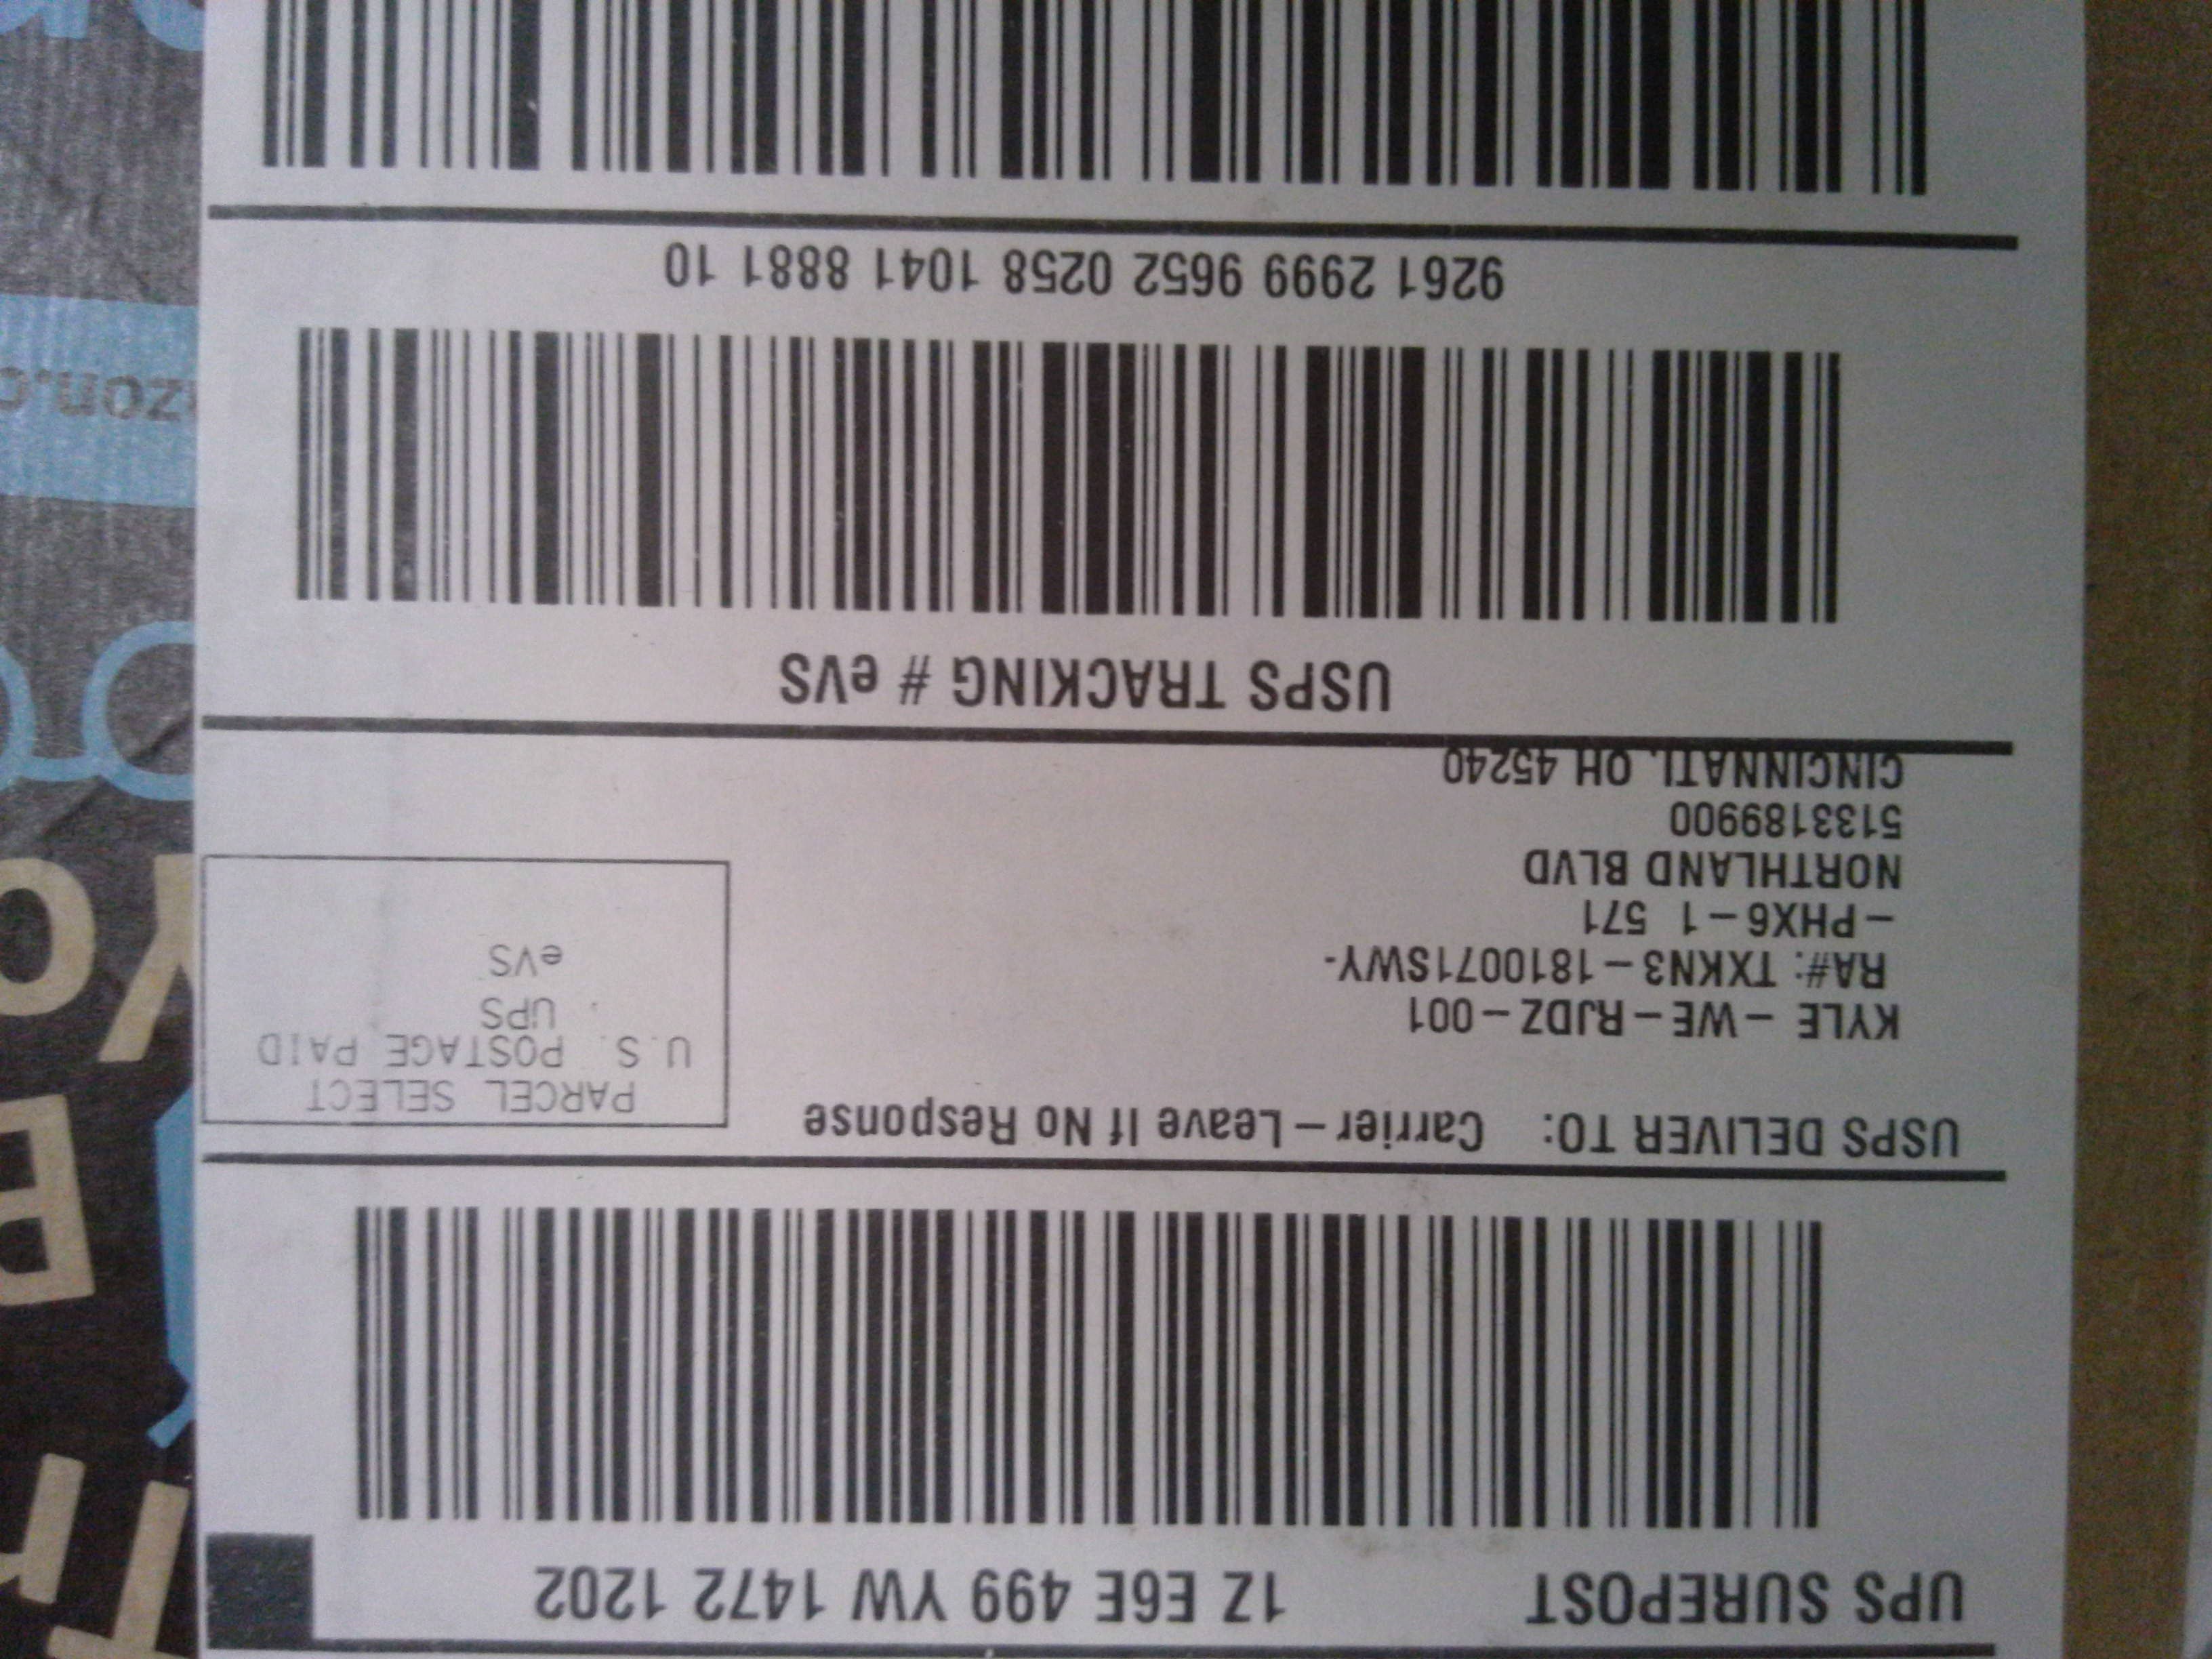 UPS SUREPOST 1Z E6E 499 YW 1472 1202
USPS DELIVER TO: Carrier – Leave If No Response
PARCEL SELECT
U.S. POSTAGE PAID
UPS
eVS
KYLE – WE – RJDZ – 001
RA#: TXKN3 – 1810071SWY-
– PHX6 – 1 571
NORTHLAND BLVD
5133189900
CINCINNATI, OH 45240
USPS TRACKING # eVS
9261 2999 9652 0258 1041 8881 10
zon.c